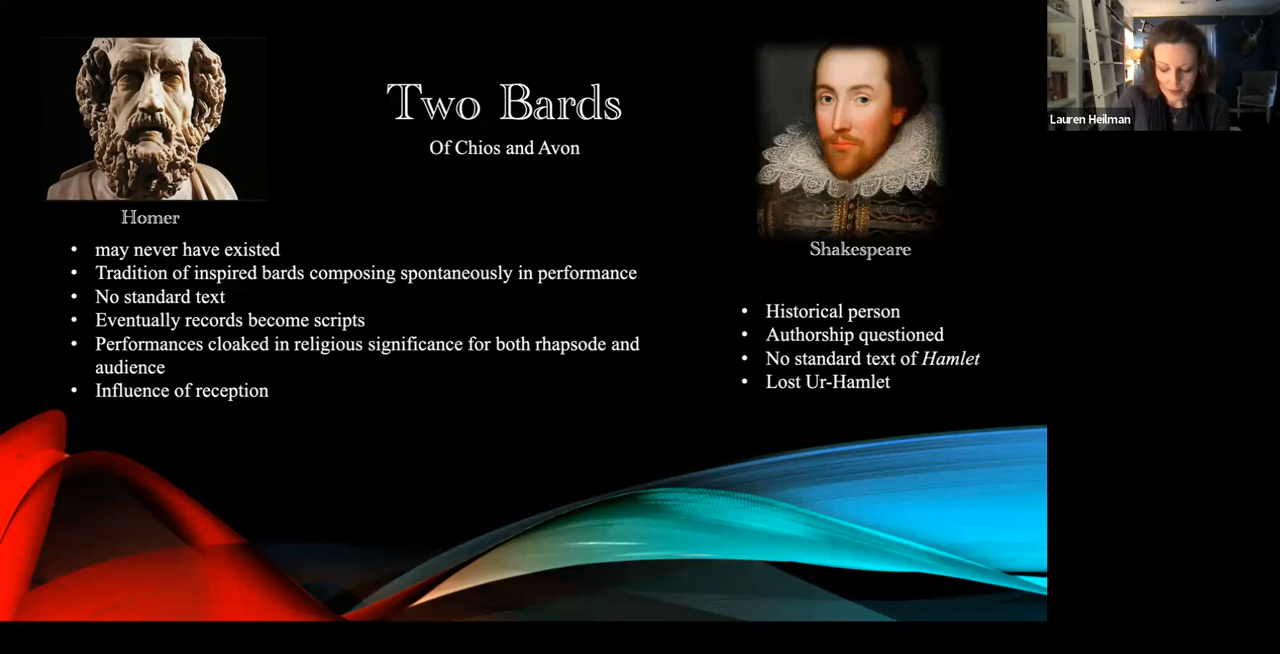 Two Bards
Of Chios and Avon
Homer
• may never have existed
• Tradition of inspired bards composing spontaneously in performance
• No standard text
• Eventually records become scripts
• Performances cloaked in religious significance for both rhapsode and
audience
• Influence of reception
Shakespeare
• Historical person
• Authorship questioned
• No standard text of Hamlet
• Lost Ur-Hamlet
Lauren Heilman